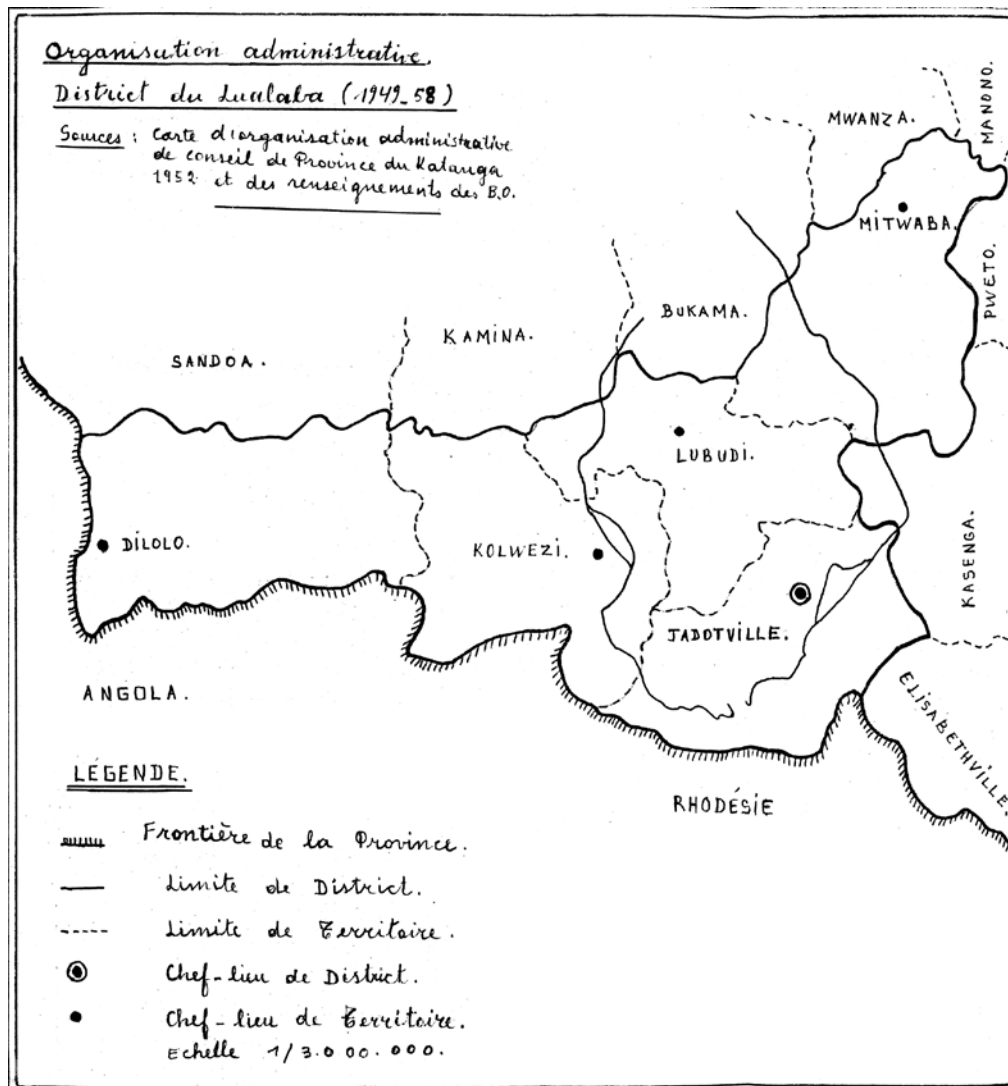 Organisation administrative.
District du Lualaba (1949_58)
Sources : Carte d'organisation administrative
de conseil de Province du Katanga
1952 et des renseignements des B.O.
MANONO.
MWANZA.
MITWABA.
PWETO.
BUKAMA.
KAMINA.
SANDOA.
LUBUDI.
DILOLO.
KOLWEZI.
KASENGA.
JADOTVILLE.
ANGOLA.
ELISABETHVILLE.
RHODÉSIE
LÉGENDE.
Frontière de la Province.
Limite de District.
Limite de Territoire.
Chef-lieu de District.
Chef-lieu de Territoire.
Echelle 1/3.000.000.